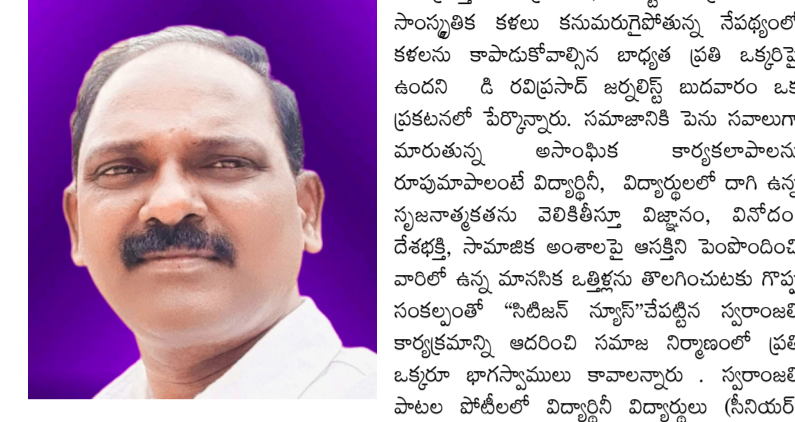 సాంస్కృతిక కళలు కనుమరుగైపోతున్న నేపథ్యంలో
కళలను కాపాడుకోవాల్సిన బాధ్యత ప్రతి ఒక్కరిపై
ఉందని డి రవిప్రసాద్ జర్నలిస్ట్ బుదవారం ఒక
ప్రకటనలో పేర్కొన్నారు. సమాజానికి పెను సవాలుగా
మారుతున్న అసాంఘిక కార్యకలాపాలను
రూపుమాపాలంటే విద్యార్థినీ, విద్యార్థులలో దాగి ఉన్న
సృజనాత్మకతను వెలికితీస్తూ విజ్ఞానం, వినోదం
దేశభక్తి, సామాజిక అంశాలపై ఆసక్తిని పెంపొందించి
వారిలో ఉన్న మానసిక ఒత్తిళ్లను తొలగించుటకు గొప్ప
సంకల్పంతో “సిటిజన్ న్యూస్”చేపట్టిన స్వరాంజలి
కార్యక్రమాన్ని ఆదరించి సమాజ నిర్మాణంలో ప్రతి
ఒక్కరూ భాగస్వాములు కావాలన్నారు . స్వరాంజలి
పాటల పోటీలలో విద్యార్థినీ విద్యార్థులు (సీనియర్